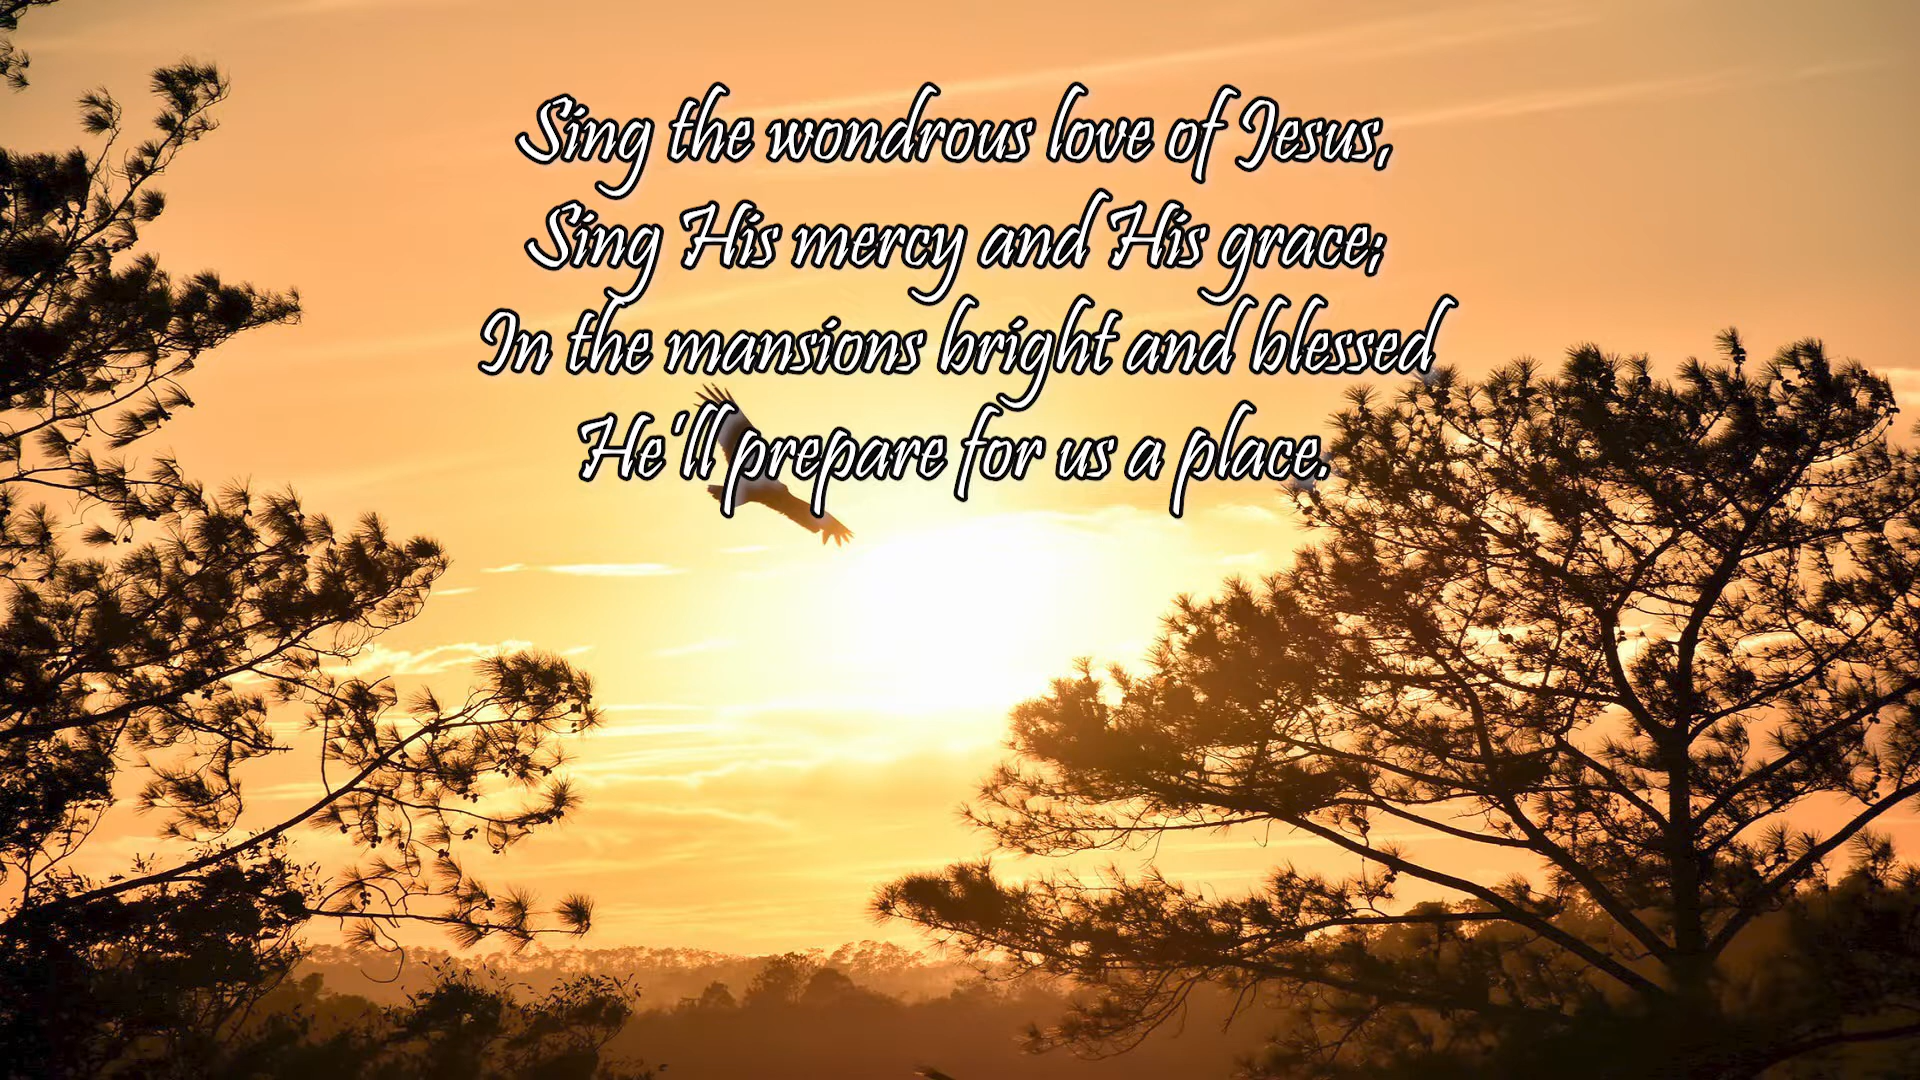 Sing the wondrous love of Jesus,
Sing His mercy and His grace;
In the mansions bright and blessed
He'll prepare for us a place.